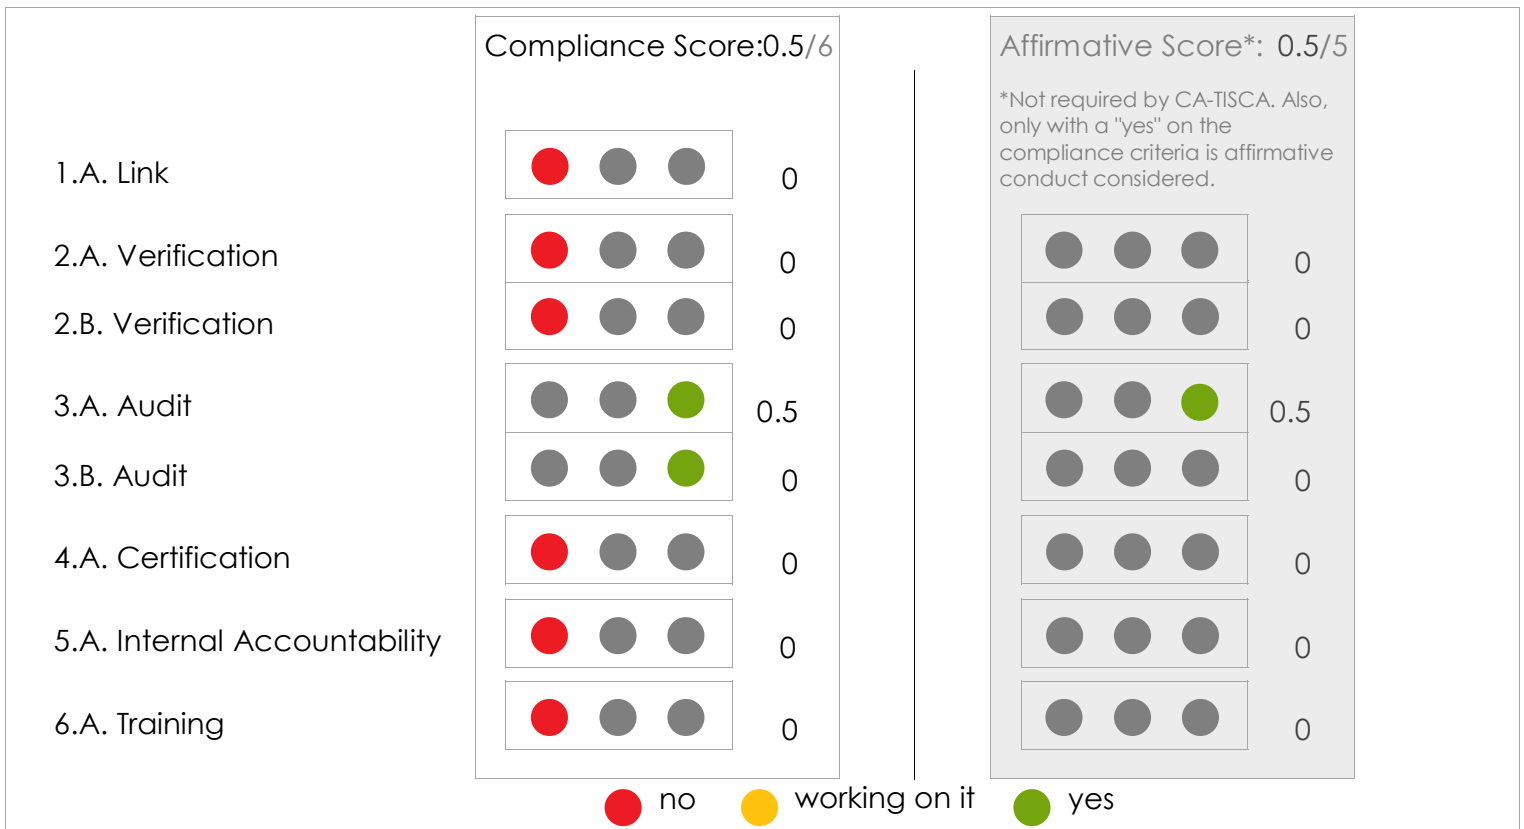 Compliance Score:0.5/6
Affirmative Score*: 0.5/5
*Not required by CA-TISCA. Also,
only with a "yes" on the
compliance criteria is affirmative
conduct considered.
1.A. Link 0
2.A. Verification 0 0
2.B. Verification 0 0
3.A. Audit 0.5 0.5
3.B. Audit 0 0
4.A. Certification 0 0
5.A. Internal Accountability 0 0
6.A. Training 0 0
no working on it yes